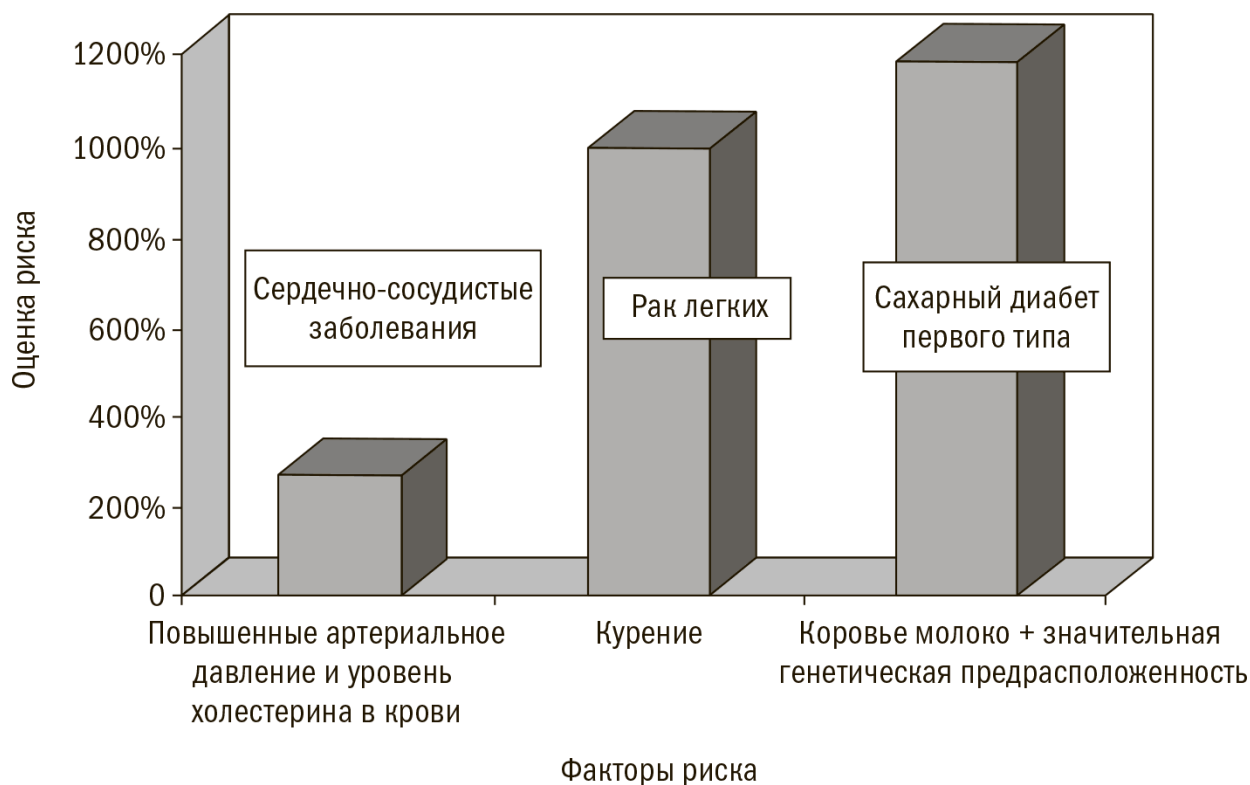 1200%
1000%
800%
600%
400%
200%
0
Оценка риска
Сердечно-сосудистые
заболевания
Рак легких
Сахарный диабет
первого типа
Повышенные артериальное
давление и уровень
холестерина в крови
Курение
Коровье молоко + значительная
генетическая предрасположенность
Факторы риска